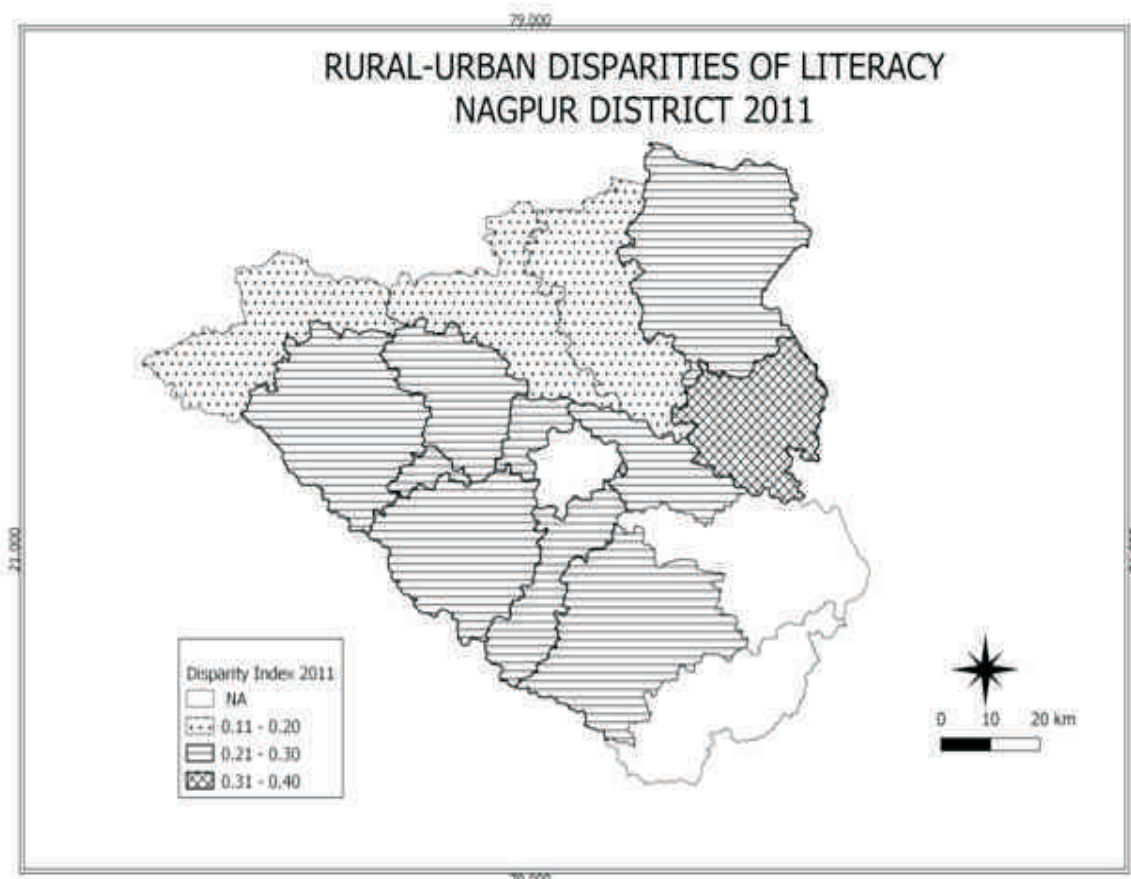 79.000
RURAL-URBAN DISPARITIES OF LITERACY
NAGPUR DISTRICT 2011
21.000
Disparity Index 2011
NA
0.11 - 0.20
0.21 - 0.30
0.31 - 0.40
0 10 20 km